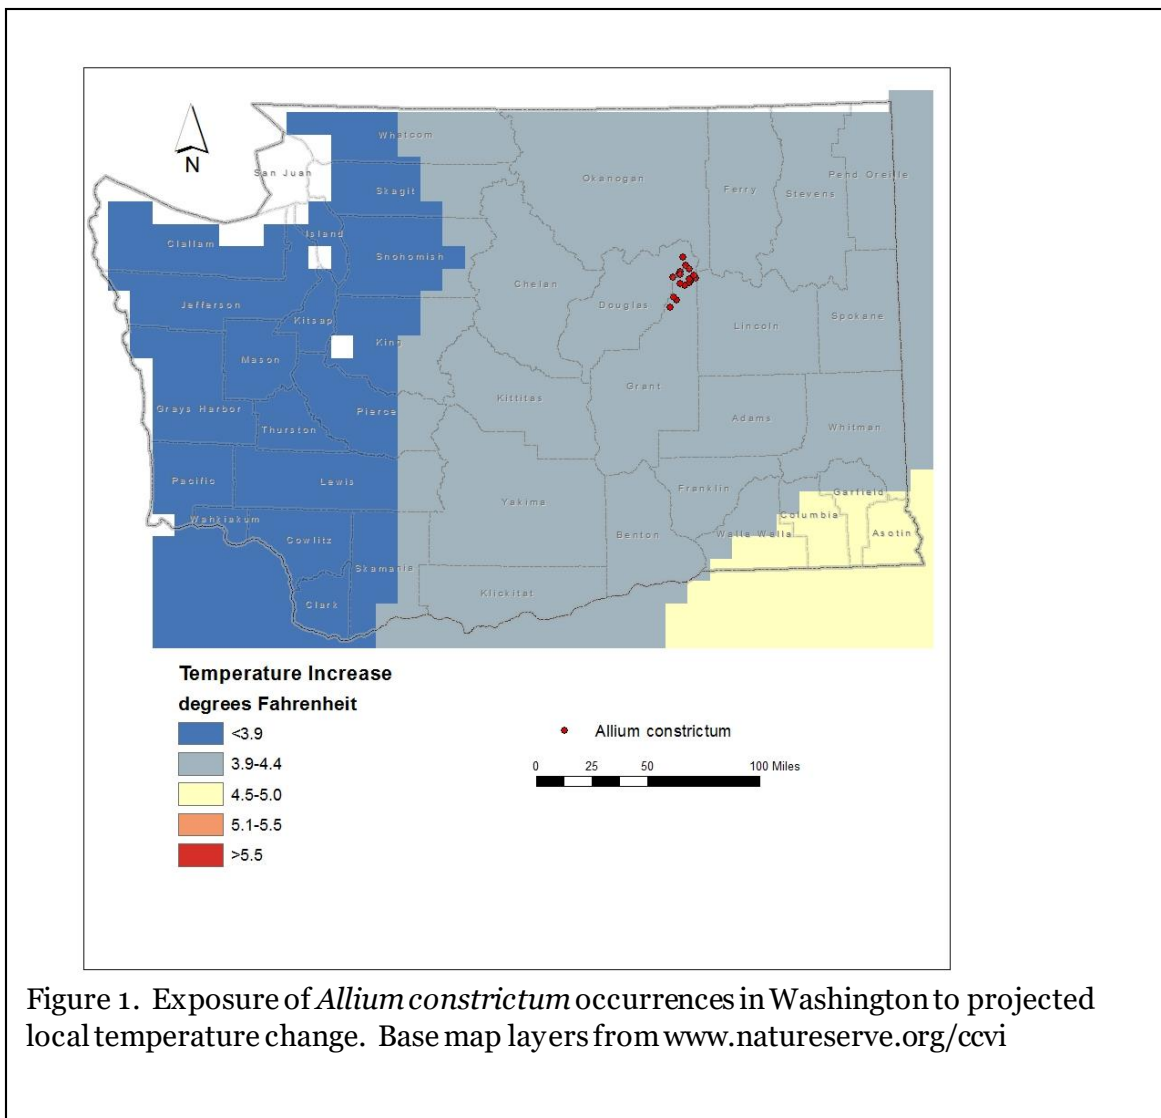 N
Whatcom
San Juan
Okanogan
Pend Oreille
Ferry
Stevens
Skagit
Island
Clallam
Snohomish
Chelan
Jefferson
Douglas
Kitsap
Lincoln
Spokane
King
Mason
Grant
Kittitas
Grays Harbor
Pierce
Adams
Whitman
Thurston
Pacific
Lewis
Franklin
Garfield
Yakima
Columbia
Wahkiakum
Benton
Walla Walla
Asotin
Cowlitz
Skamania
Klickitat
Clark
Temperature Increase
degrees Fahrenheit
<3.9
3.9-4.4
4.5-5.0
5.1-5.5
>5.5
Allium constrictum
0 25 50 100 Miles
Figure 1. Exposure of Allium constrictum occurrences in Washington to projected
local temperature change. Base map layers from www.natureserve.org/ccvi